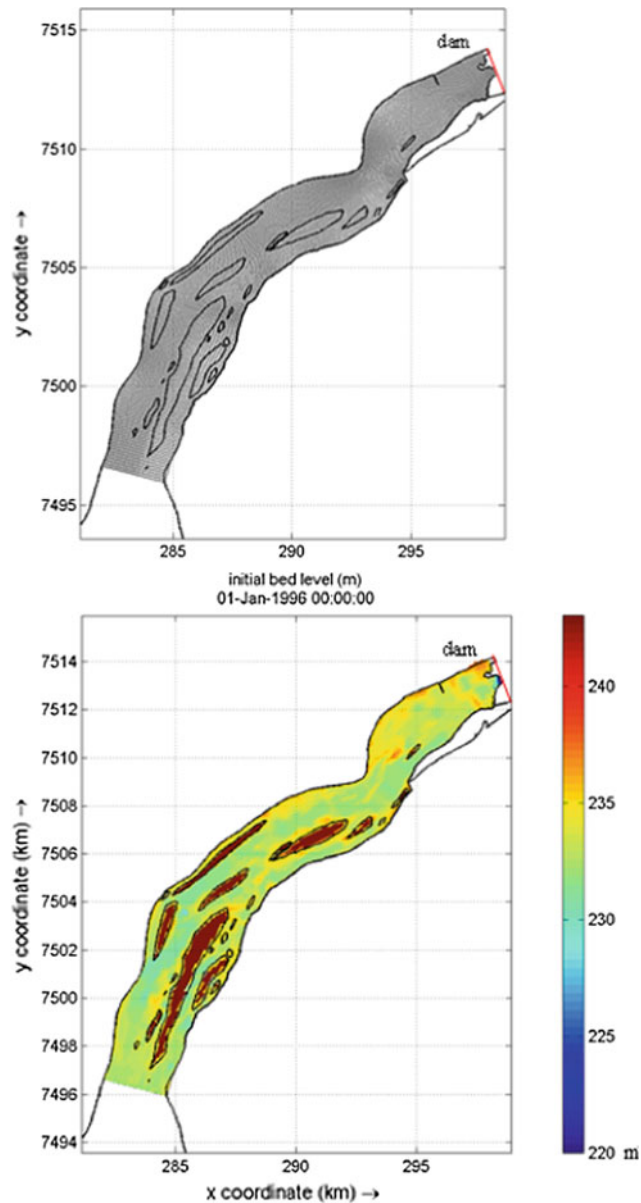 dam
7515
7510
7505
7500
7495
y coordinate →
285 290 295
initial bed level (m)
01-Jan-1996 00:00:00
dam
7514
7512
7510
7508
7506
7504
7502
7500
7498
7496
7494
y coordinate (km) →
285 290 295
x coordinate (km) →
240
235
230
225
220 m